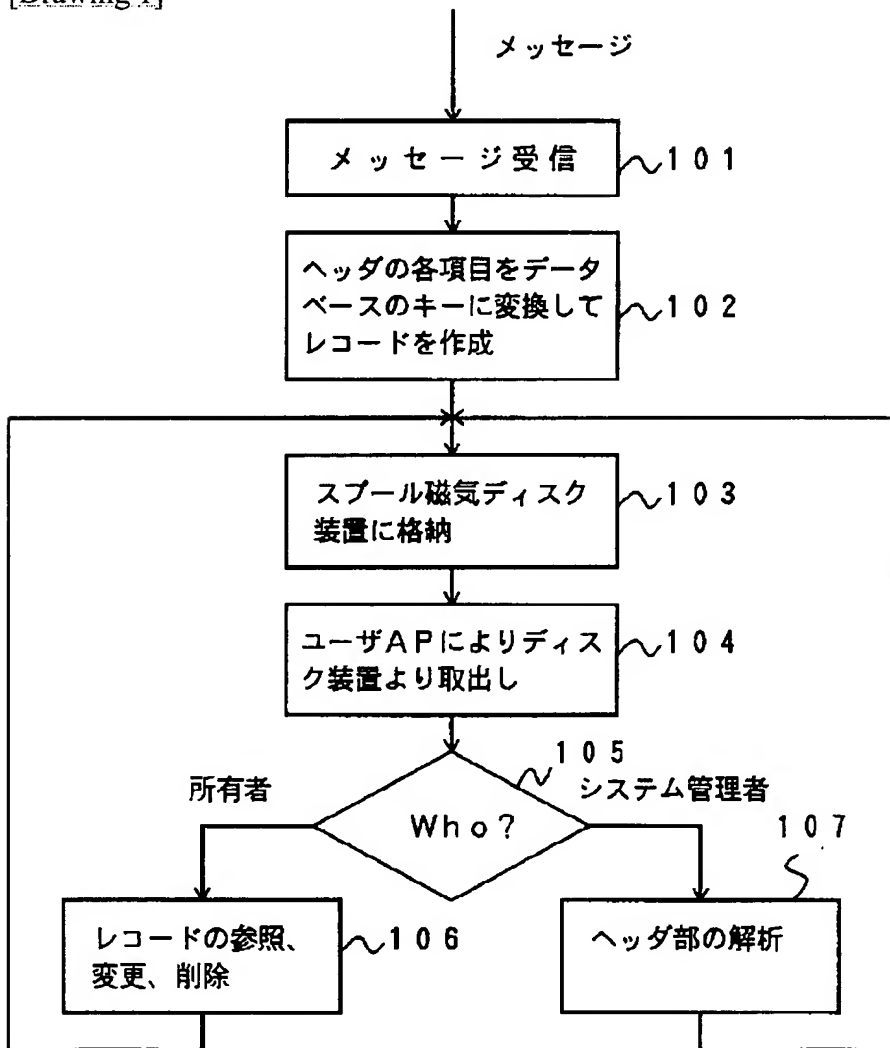 [Drawing 1]
メッセージ
メッセージ受信
101
ヘッダの各項目をデータ
ベースのキーに変換して
レコードを作成
102
スプール磁気ディスク
装置に格納
103
ユーザAPによりディス
ク装置より取出し
104
105
所有者
システム管理者
Who?
107
レコードの参照、
変更、削除
106
ヘッダ部の解析